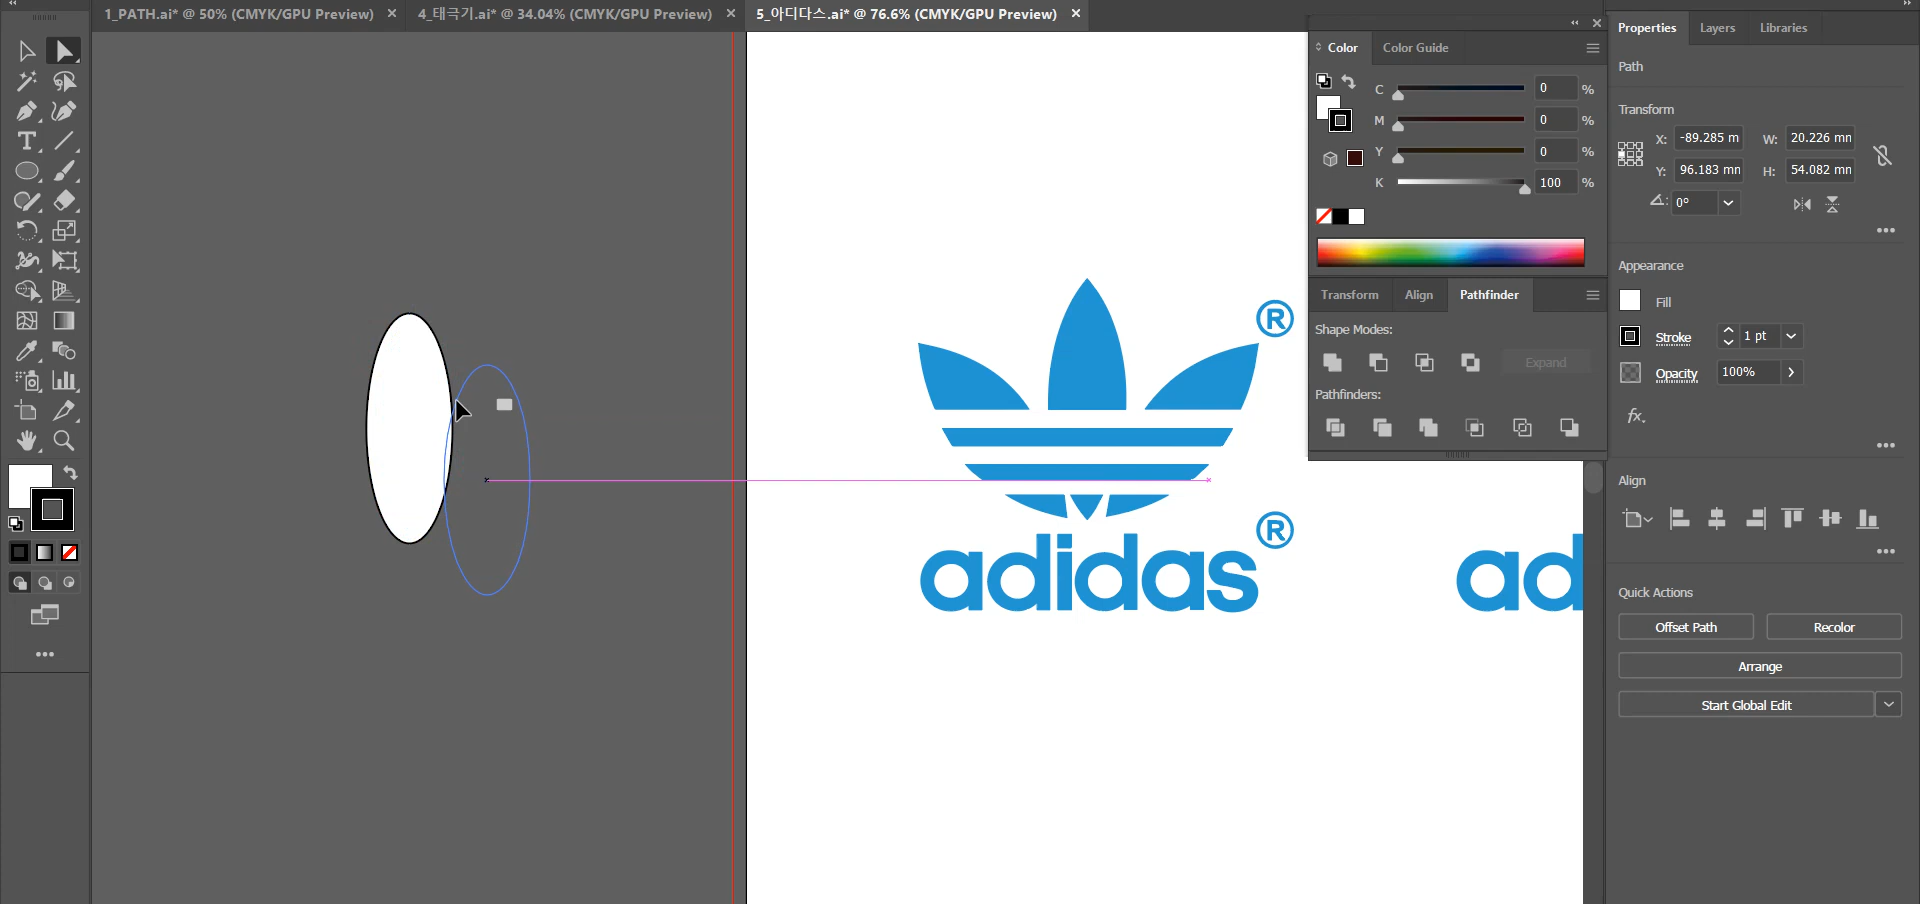 1_PATH.ai* @ 50% (CMYK/GPU Preview)
4_태극기.ai* @ 34.04% (CMYK/GPU Preview)
5_아디다스.ai* @ 76.6% (CMYK/GPU Preview)
Color
Color Guide
C
0
%
M
0
%
Y
0
%
K
100
%
Transform
Align
Pathfinder
Shape Modes:
Expand
Pathfinders:
Properties
Layers
Libraries
Path
Transform
X:
-89.285 m
W:
20.226 mm
Y:
96.183 mm
H:
54.082 mm
0°
Appearance
Fill
Stroke
1 pt
Opacity
100%
fx
Align
Quick Actions
Offset Path
Recolor
Arrange
Start Global Edit
®
®
adidas
ad